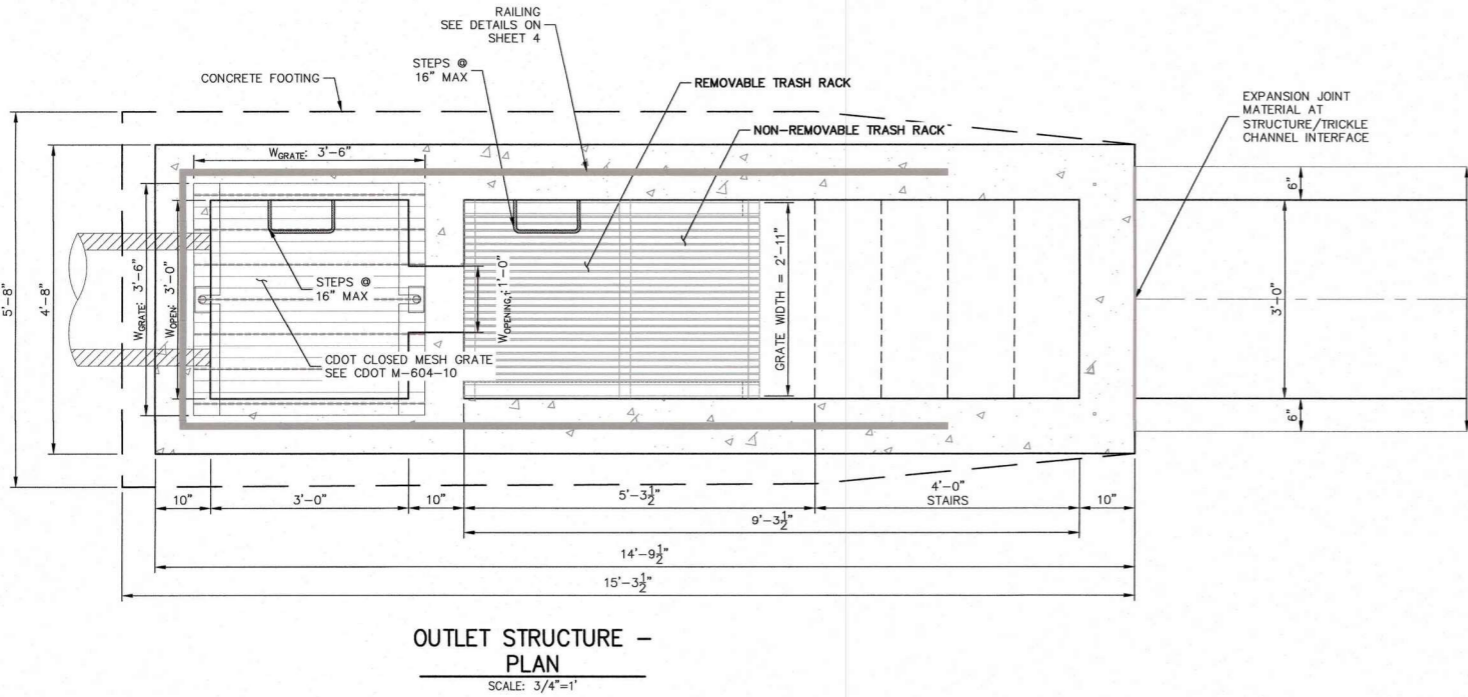 RAILING
SEE DETAILS ON
SHEET 4
STEPS @
16" MAX
CONCRETE FOOTING
REMOVABLE TRASH RACK
NON-REMOVABLE TRASH RACK
EXPANSION JOINT
MATERIAL AT
STRUCTURE/TRICKLE
CHANNEL INTERFACE
WGRATE: 3'-6"
5'-8"
4'-8"
WGRATE: 3'-6"
WOPEN: 3'-0"
STEPS @
16" MAX
WOPENING,: 1'-0"
GRATE WIDTH = 2'-11"
CDOT CLOSED MESH GRATE
SEE CDOT M-604-10
6"
3'-0"
6"
10"
3'-0"
10"
5'-3½"
4'-0"
STAIRS
10"
9'-3½"
14'-9½"
15'-3½"
OUTLET STRUCTURE -
PLAN
SCALE: 3/4"=1'